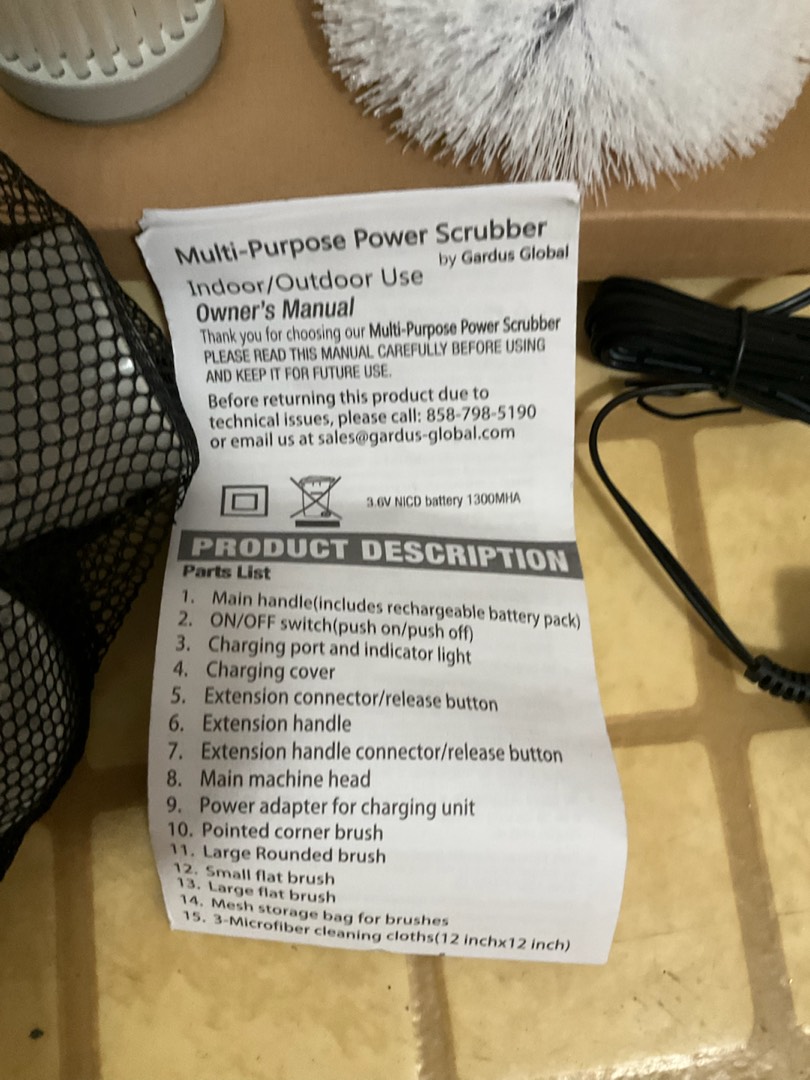 Multi-Purpose Power Scrubber
by Gardus Global
Indoor/Outdoor Use
Owner's Manual
Thank you for choosing our Multi-Purpose Power Scrubber
PLEASE READ THIS MANUAL CAREFULLY BEFORE USING
AND KEEP IT FOR FUTURE USE.
Before returning this product due to
technical issues, please call: 858-798-5190
or email us at sales@gardus-global.com
3.6V NICD battery 1300MHA
PRODUCT DESCRIPTION
Parts List
1. Main handle(includes rechargeable battery pack)
2. ON/OFF switch(push on/push off)
3. Charging port and indicator light
4. Charging cover
5. Extension connector/release button
6. Extension handle
7. Extension handle connector/release button
8. Main machine head
9. Power adapter for charging unit
10. Pointed corner brush
11. Large Rounded brush
12. Small flat brush
13. Large flat brush
14. Mesh storage bag for brushes
15. 3-Microfiber cleaning cloths(12 inchx12 inch)